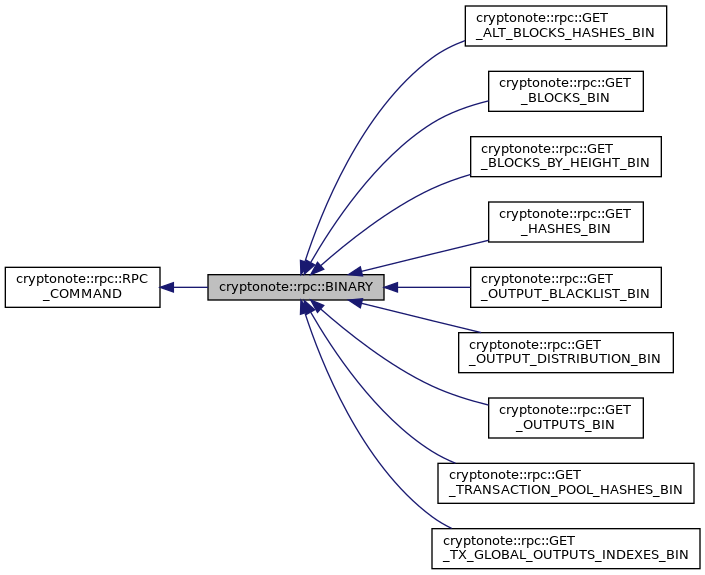 cryptonote::rpc::GET
_ALT_BLOCKS_HASHES_BIN
cryptonote::rpc::GET
_BLOCKS_BIN
cryptonote::rpc::GET
_BLOCKS_BY_HEIGHT_BIN
cryptonote::rpc::GET
_HASHES_BIN
cryptonote::rpc::RPC
_COMMAND
cryptonote::rpc::BINARY
cryptonote::rpc::GET
_OUTPUT_BLACKLIST_BIN
cryptonote::rpc::GET
_OUTPUT_DISTRIBUTION_BIN
cryptonote::rpc::GET
_OUTPUTS_BIN
cryptonote::rpc::GET
_TRANSACTION_POOL_HASHES_BIN
cryptonote::rpc::GET
_TX_GLOBAL_OUTPUTS_INDEXES_BIN